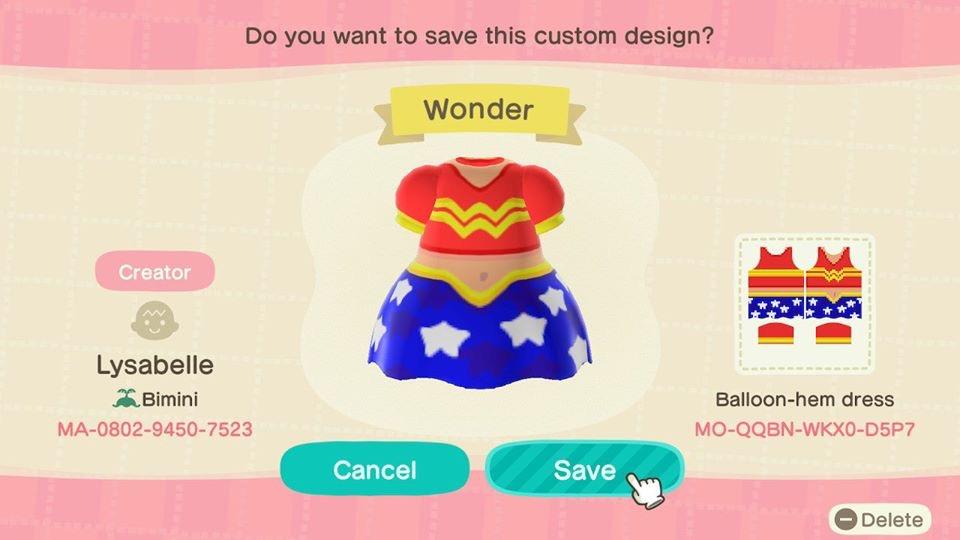 Do you want to save this custom design?
Wonder
Creator
Lysabelle
Bimini
MA-0802-9450-7523
Balloon-hem dress
MO-QQBN-WKX0-D5P7
Cancel
Save
Delete